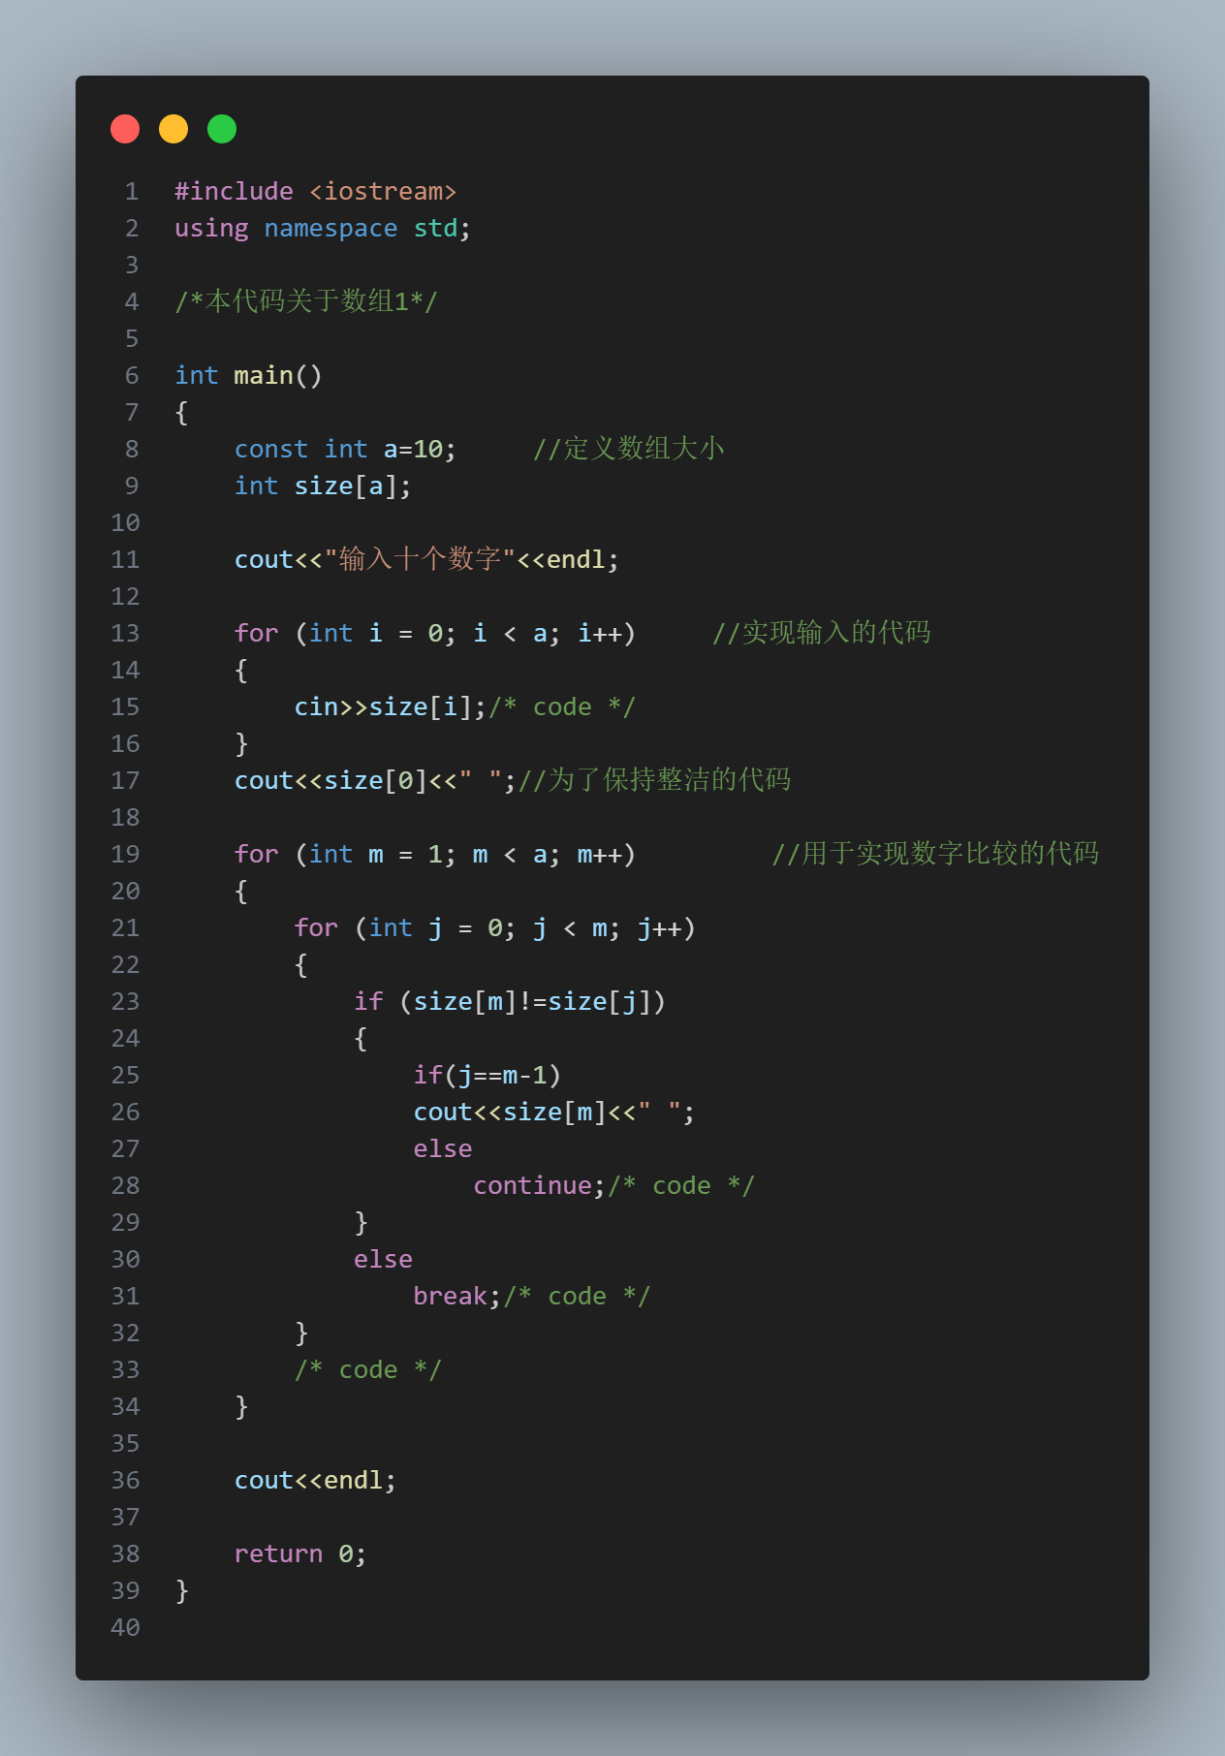 1 #include <iostream>
2 using namespace std;
3
4 /*本代码关于数组1*/
5
6 int main()
7 {
8     const int a=10;     //定义数组大小
9     int size[a];
10
11     cout<<"输入十个数字"<<endl;
12
13     for (int i = 0; i < a; i++)     //实现输入的代码
14     {
15         cin>>size[i];/* code */
16     }
17     cout<<size[0]<<" ";//为了保持整洁的代码
18
19     for (int m = 1; m < a; m++)         //用于实现数字比较的代码
20     {
21         for (int j = 0; j < m; j++)
22         {
23             if (size[m]!=size[j])
24             {
25                 if(j==m-1)
26                 cout<<size[m]<<" ";
27                 else
28                     continue;/* code */
29             }
30             else
31                 break;/* code */
32         }
33         /* code */
34     }
35
36     cout<<endl;
37
38     return 0;
39 }
40